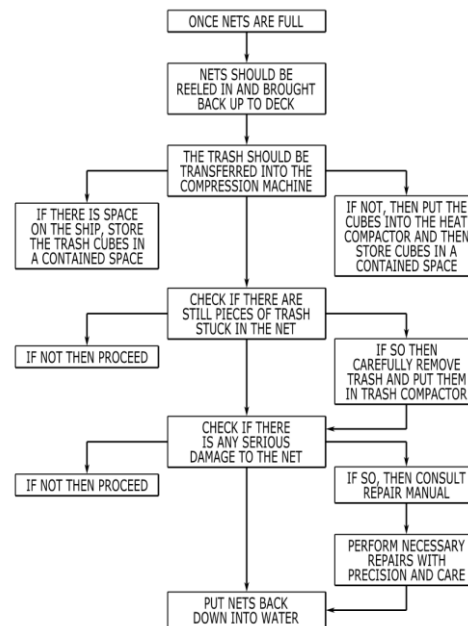 ONCE NETS ARE FULL
NETS SHOULD BE
REELED IN AND BROUGHT
BACK UP TO DECK
THE TRASH SHOULD BE
TRANSFERRED INTO THE
COMPRESSION MACHINE
IF THERE IS SPACE
ON THE SHIP, STORE
THE TRASH CUBES IN
A CONTAINED SPACE
IF NOT, THEN PUT THE
CUBES INTO THE HEAT
COMPACTOR AND THEN
STORE CUBES IN A
CONTAINED SPACE
CHECK IF THERE ARE
STILL PIECES OF TRASH
STUCK IN THE NET
IF NOT THEN PROCEED
IF SO THEN
CAREFULLY REMOVE
TRASH AND PUT THEM
IN TRASH COMPACTOR
CHECK IF THERE
IS ANY SERIOUS
DAMAGE TO THE NET
IF NOT THEN PROCEED
IF SO, THEN CONSULT
REPAIR MANUAL
PERFORM NECESSARY
REPAIRS WITH
PRECISION AND CARE
PUT NETS BACK
DOWN INTO WATER